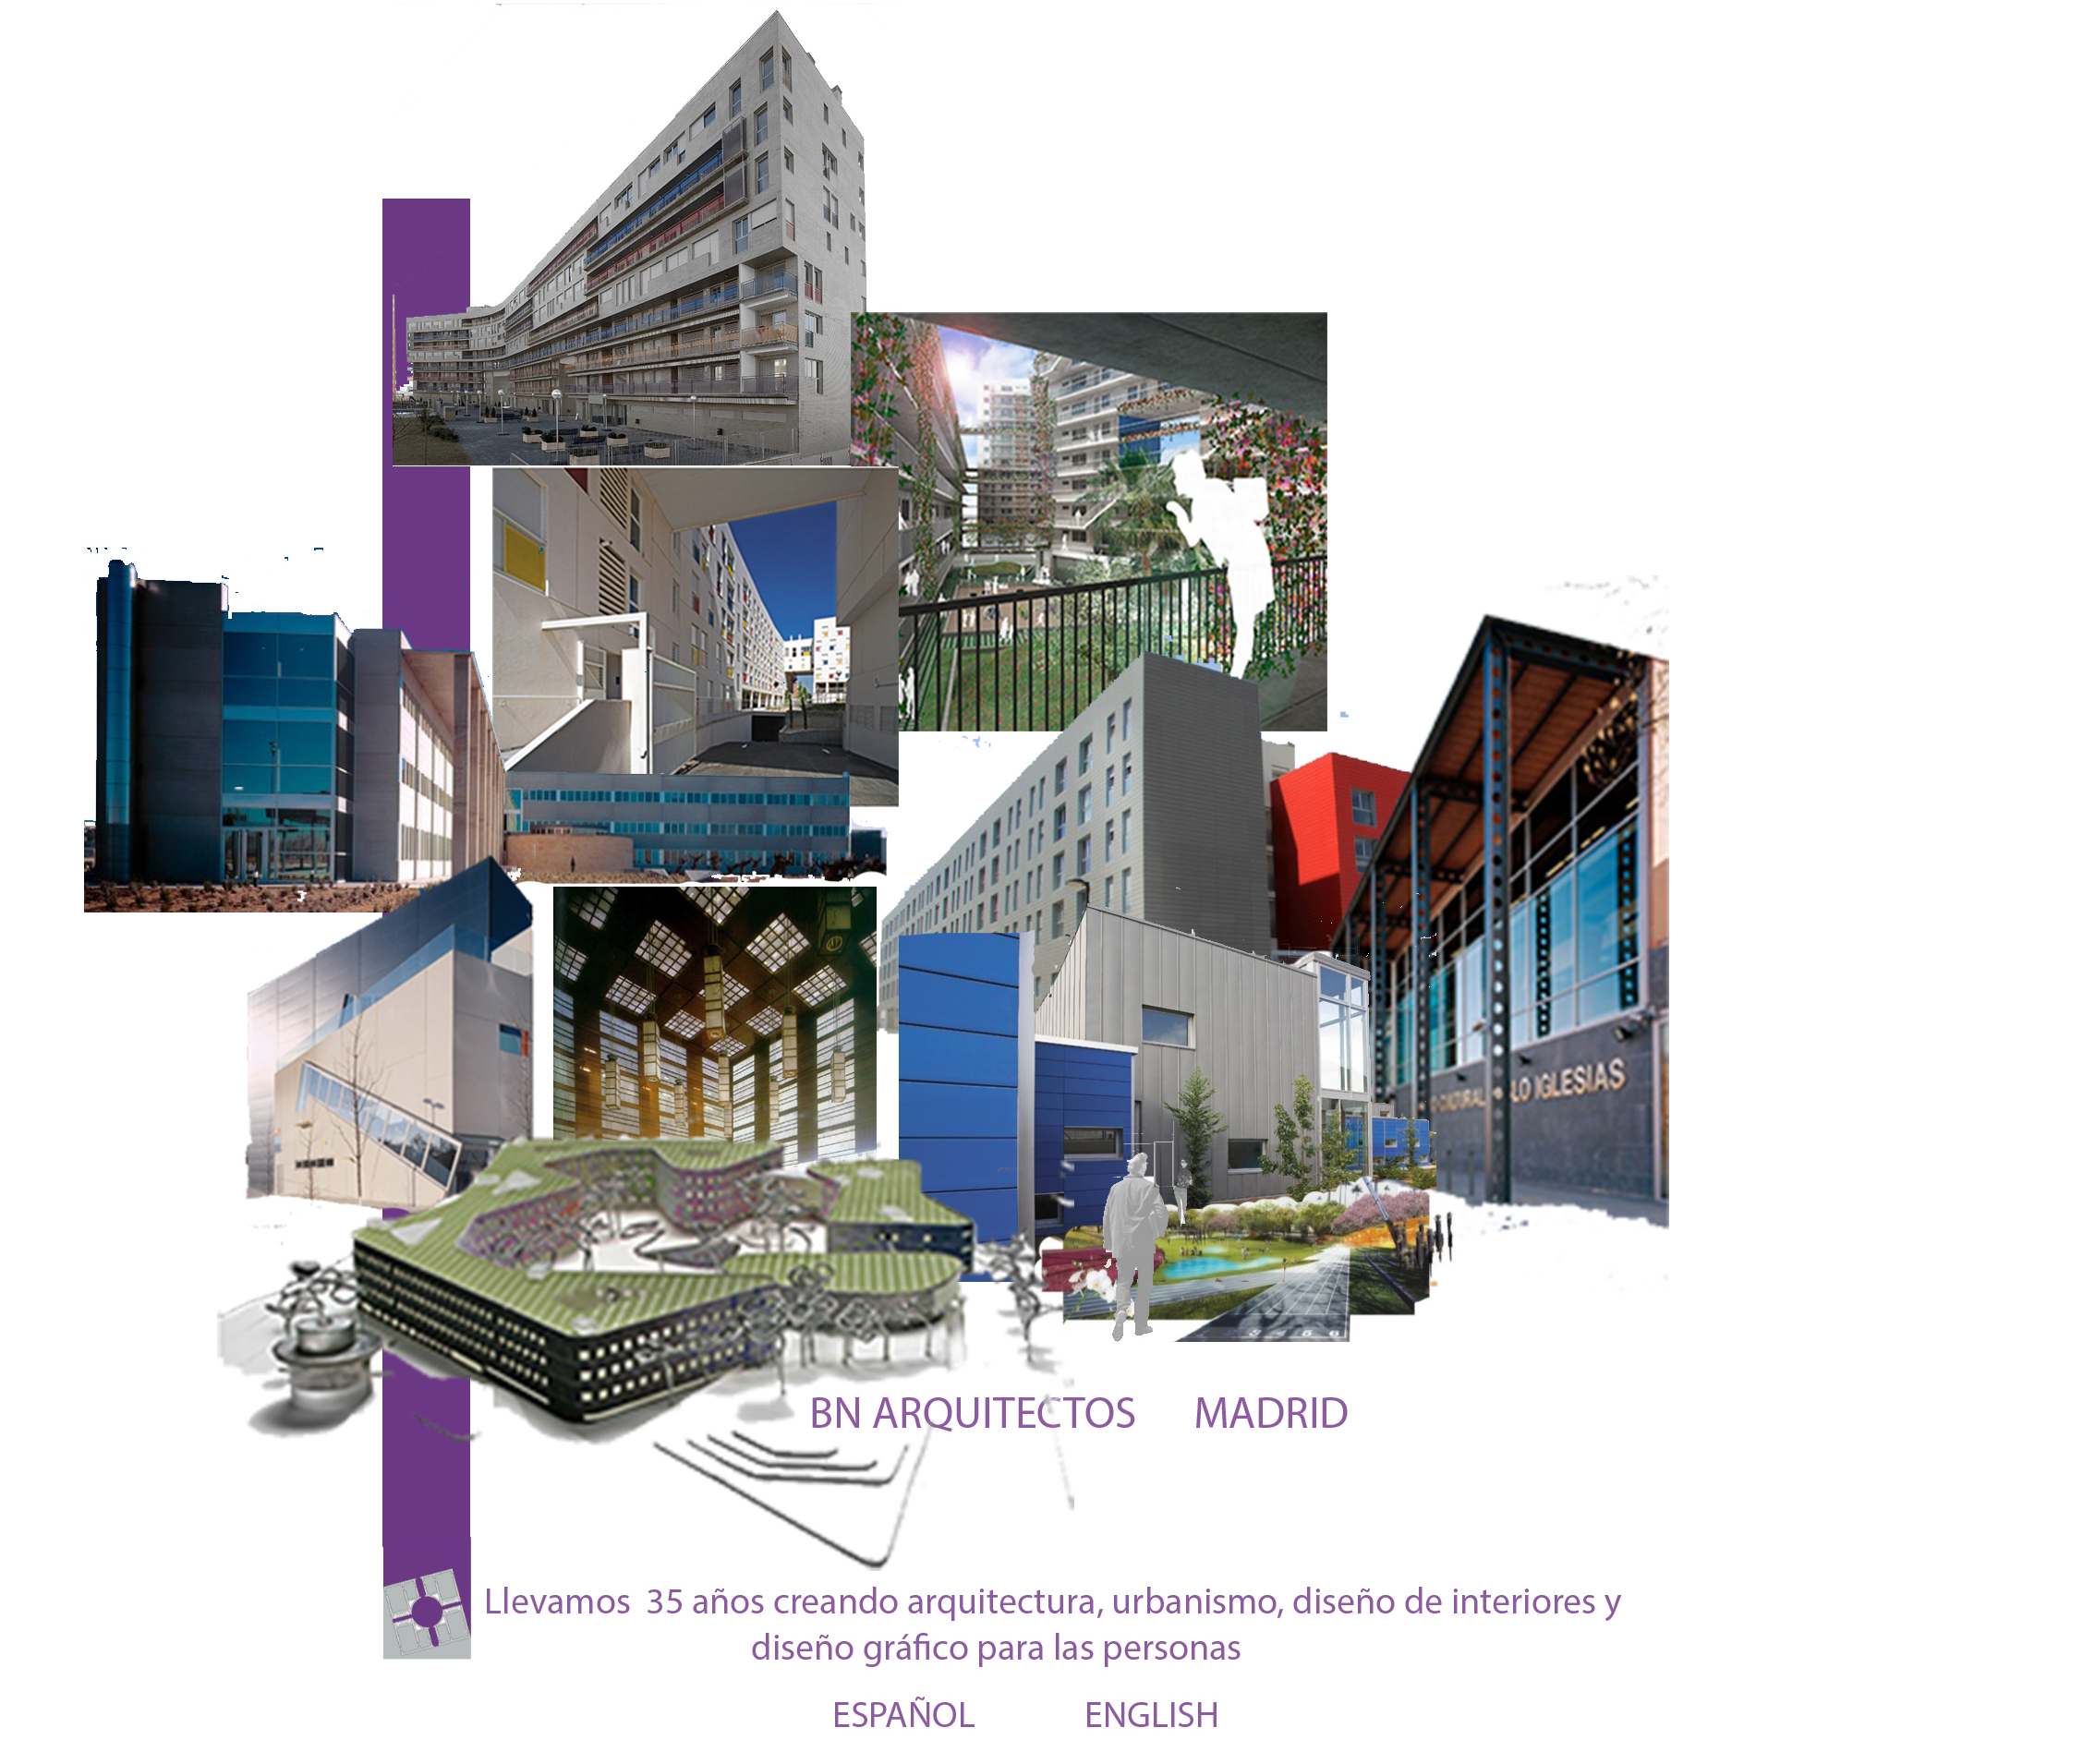 IGLESIAS
BN ARQUITECTOS MADRID
Llevamos 35 años creando arquitectura, urbanismo, diseño de interiores y
diseño gráfico para las personas
ESPAÑOL ENGLISH